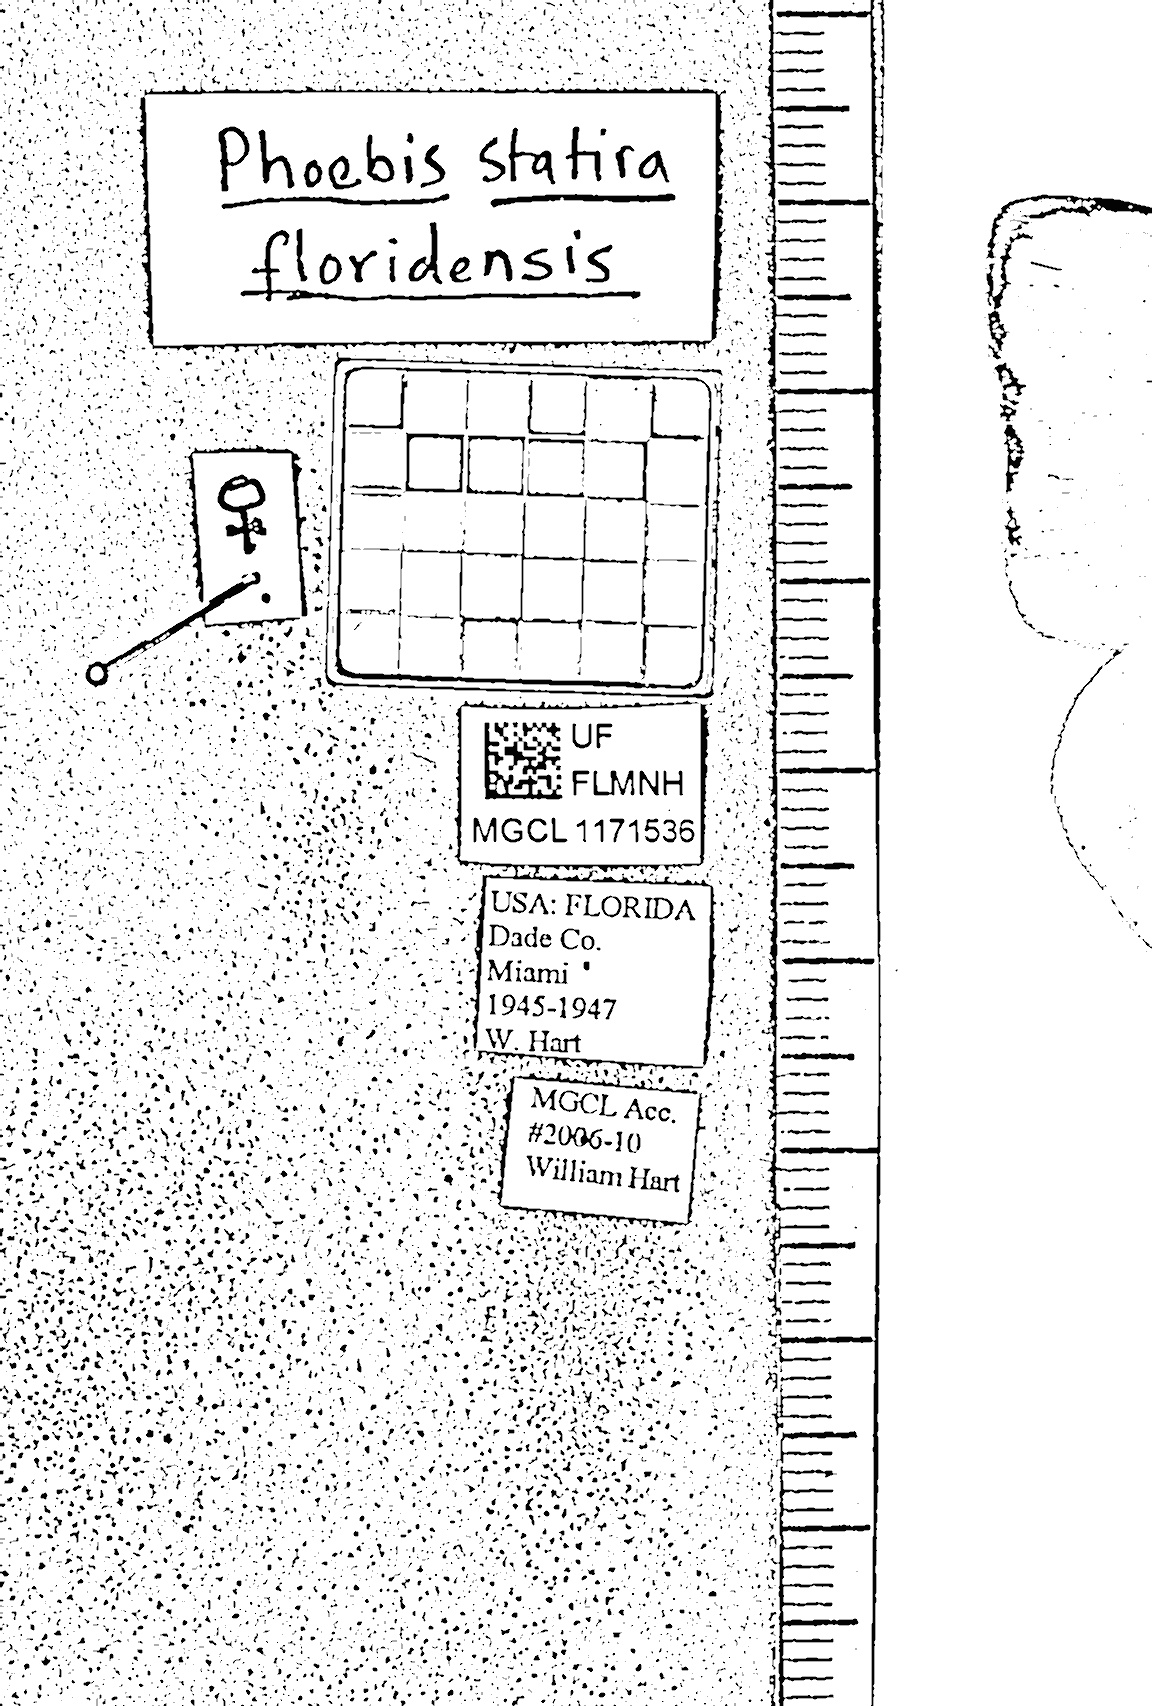 Phoebis statira
floridensis
UF
FLMNH
MGCL 1171536
USA: FLORIDA
Dade Co.
Miami
1945-1947
W. Hart
MGCL Acc.
#2006-10
William Hart